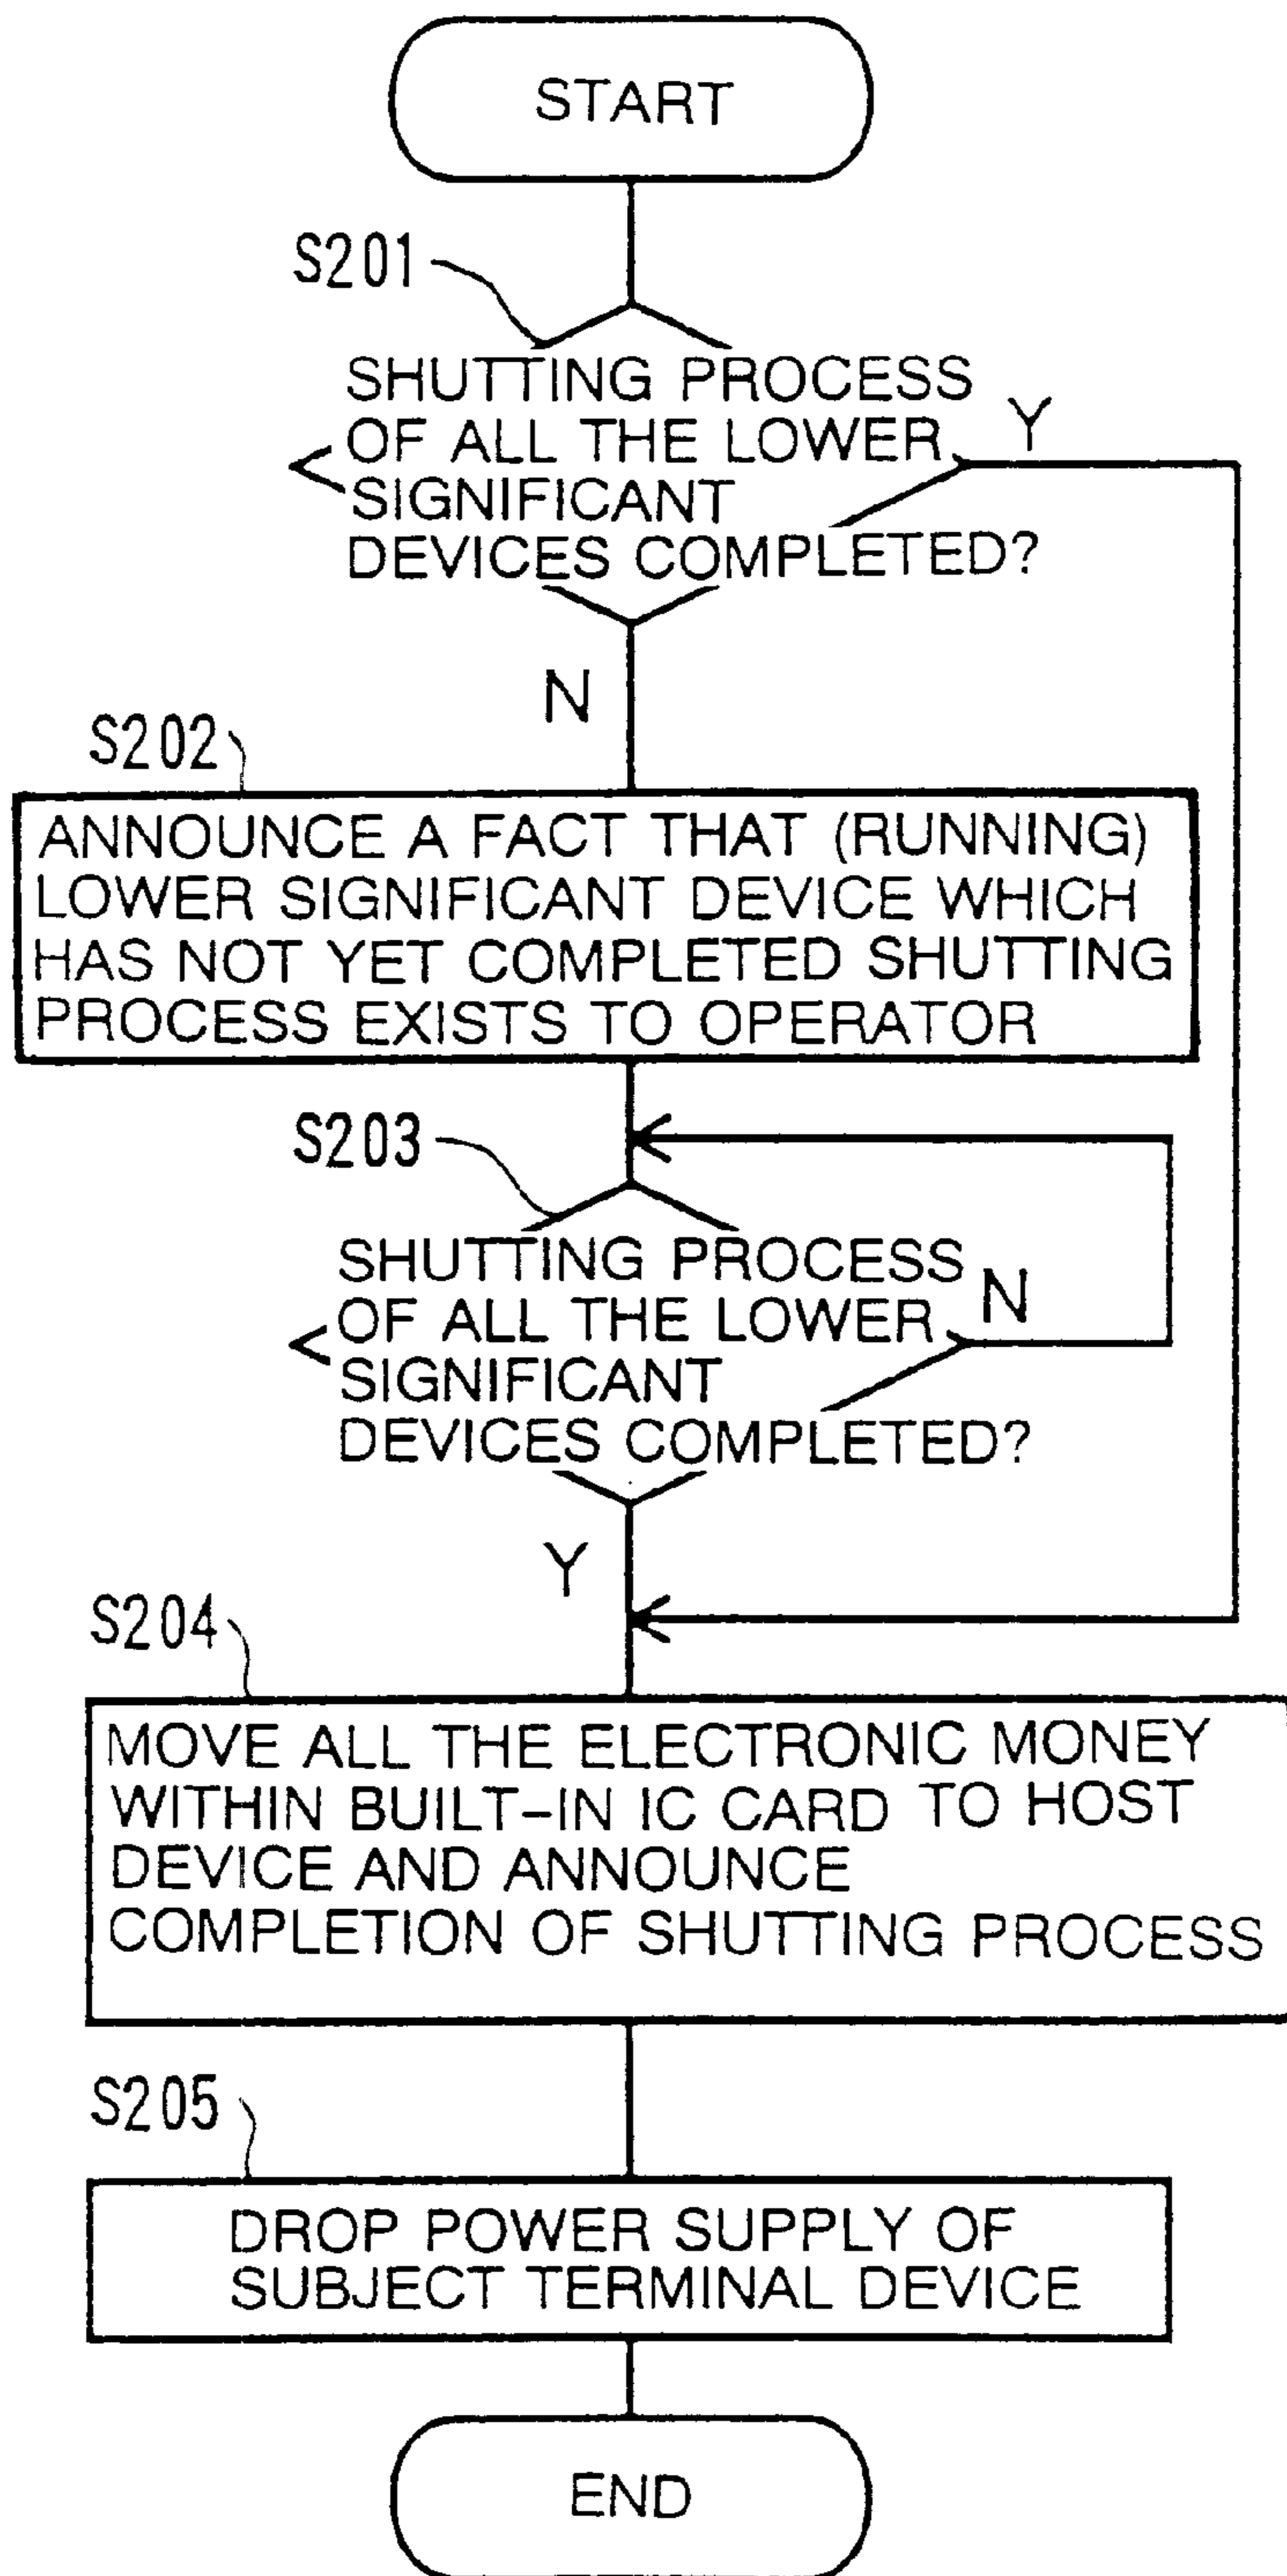 START
S201
SHUTTING PROCESS
OF ALL THE LOWER
SIGNIFICANT
DEVICES COMPLETED?
Y
N
S202
ANNOUNCE A FACT THAT (RUNNING)
LOWER SIGNIFICANT DEVICE WHICH
HAS NOT YET COMPLETED SHUTTING
PROCESS EXISTS TO OPERATOR
S203
SHUTTING PROCESS
OF ALL THE LOWER
SIGNIFICANT
DEVICES COMPLETED?
N
Y
S204
MOVE ALL THE ELECTRONIC MONEY
WITHIN BUILT-IN IC CARD TO HOST
DEVICE AND ANNOUNCE
COMPLETION OF SHUTTING PROCESS
S205
DROP POWER SUPPLY OF
SUBJECT TERMINAL DEVICE
END